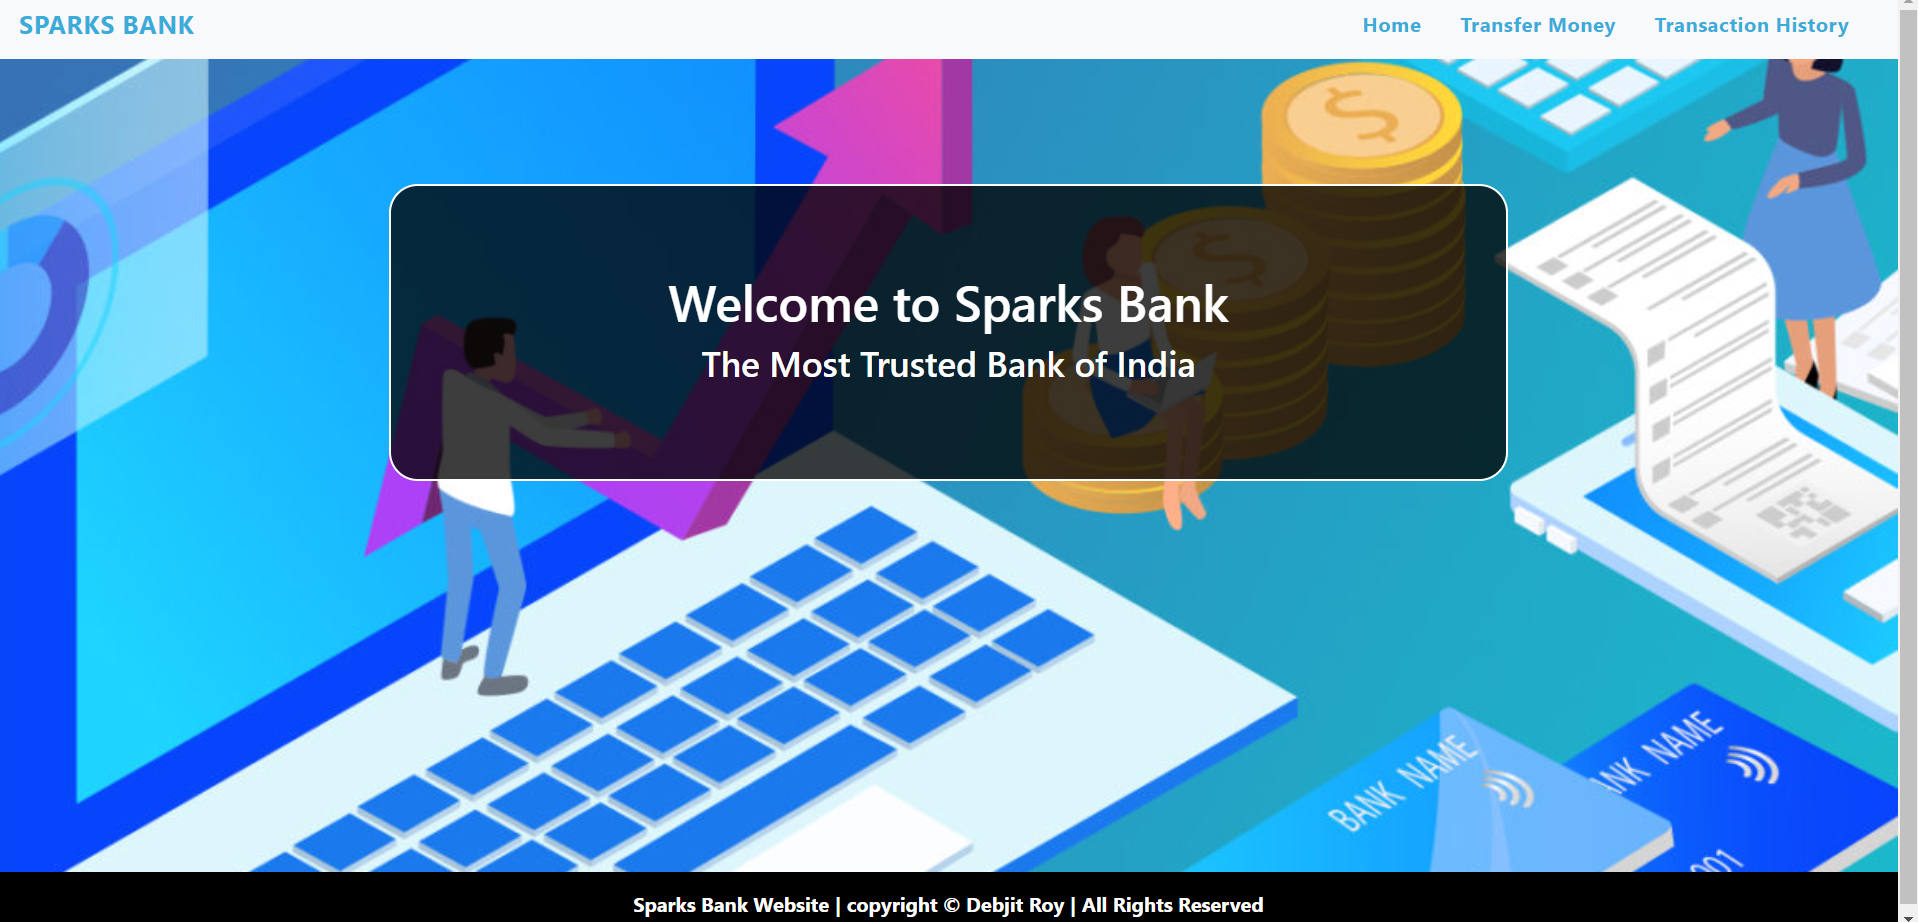 SPARKS BANK
Home Transfer Money Transaction History
Welcome to Sparks Bank
The Most Trusted Bank of India
BANK NAME
ANK NAME
001
Sparks Bank Website | copyright © Debjit Roy | All Rights Reserved